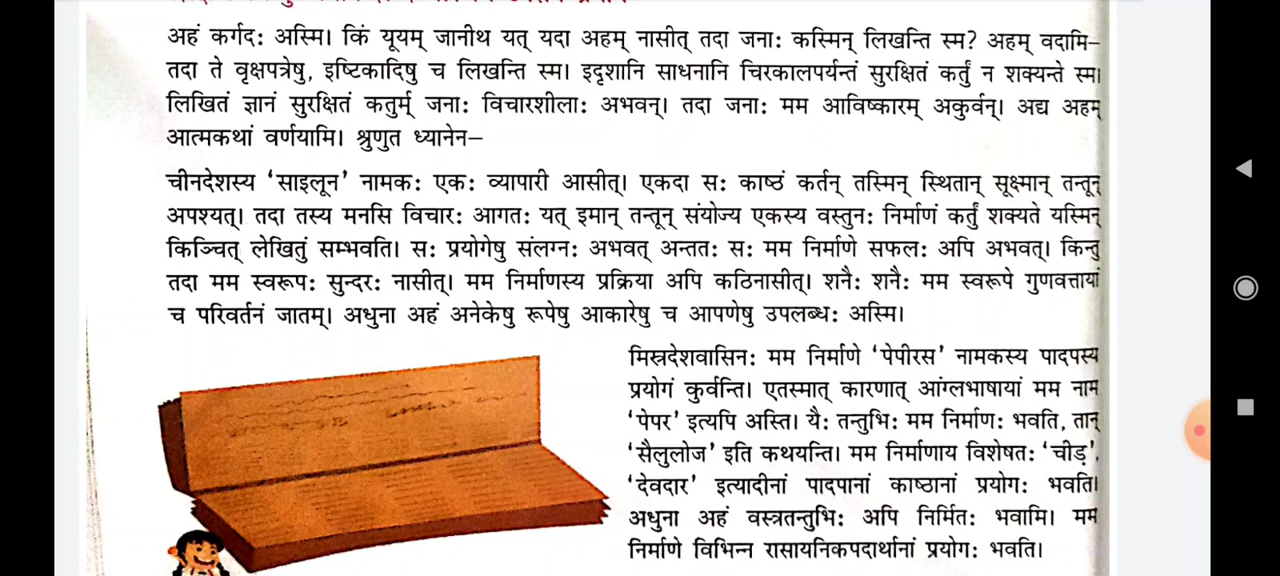 अहं कर्गदः अस्मि। किं यूयम् जानीथ यत् यदा अहम् नासीत् तदा जनाः कस्मिन् लिखन्ति स्म? अहम् वदामि–
तदा ते वृक्षपत्रेषु, इष्टिकादिषु च लिखन्ति स्म। इदृशानि साधनानि चिरकालपर्यन्तं सुरक्षितं कर्तुं न शक्यन्ते स्म।
लिखितं ज्ञानं सुरक्षितं कतुर्म् जनाः विचारशीलाः अभवन्। तदा जनाः मम आविष्कारम् अकुर्वन्। अद्य अहम्
आत्मकथां वर्णयामि। श्रुणुत ध्यानेन–
चीनदेशस्य ‘साइलून’ नामकः एकः व्यापारी आसीत्। एकदा सः काष्ठं कर्तन् तस्मिन् स्थितान् सूक्ष्मान् तन्तून्
अपश्यत्। तदा तस्य मनसि विचारः आगतः यत् इमान् तन्तून् संयोज्य एकस्य वस्तुनः निर्माणं कर्तुं शक्यते यस्मिन्
किञ्चित् लेखितुं सम्भवति। सः प्रयोगेषु संलग्नः अभवत् अन्ततः सः मम निर्माणे सफलः अपि अभवत्। किन्तु
तदा मम स्वरूपः सुन्दरः नासीत्। मम निर्माणस्य प्रक्रिया अपि कठिनासीत्। शनैः शनैः मम स्वरूपे गुणवत्तायां
च परिवर्तनं जातम्। अधुना अहं अनेकेषु रूपेषु आकारेषु च आपणेषु उपलब्धः अस्मि।
मिस्रदेशवासिनः मम निर्माणे ‘पेपीरस’ नामकस्य पादपस्य
प्रयोगं कुर्वन्ति। एतस्मात् कारणात् आंग्लभाषायां मम नाम
‘पेपर’ इत्यपि अस्ति। यैः तन्तुभिः मम निर्माणः भवति, तान्
‘सैलुलोज’ इति कथयन्ति। मम निर्माणाय विशेषतः ‘चीड़’,
‘देवदार’ इत्यादीनां पादपानां काष्ठानां प्रयोगः भवति।
अधुना अहं वस्त्रतन्तुभिः अपि निर्मितः भवामि। मम
निर्माणे विभिन्न रासायनिकपदार्थानां प्रयोगः भवति।